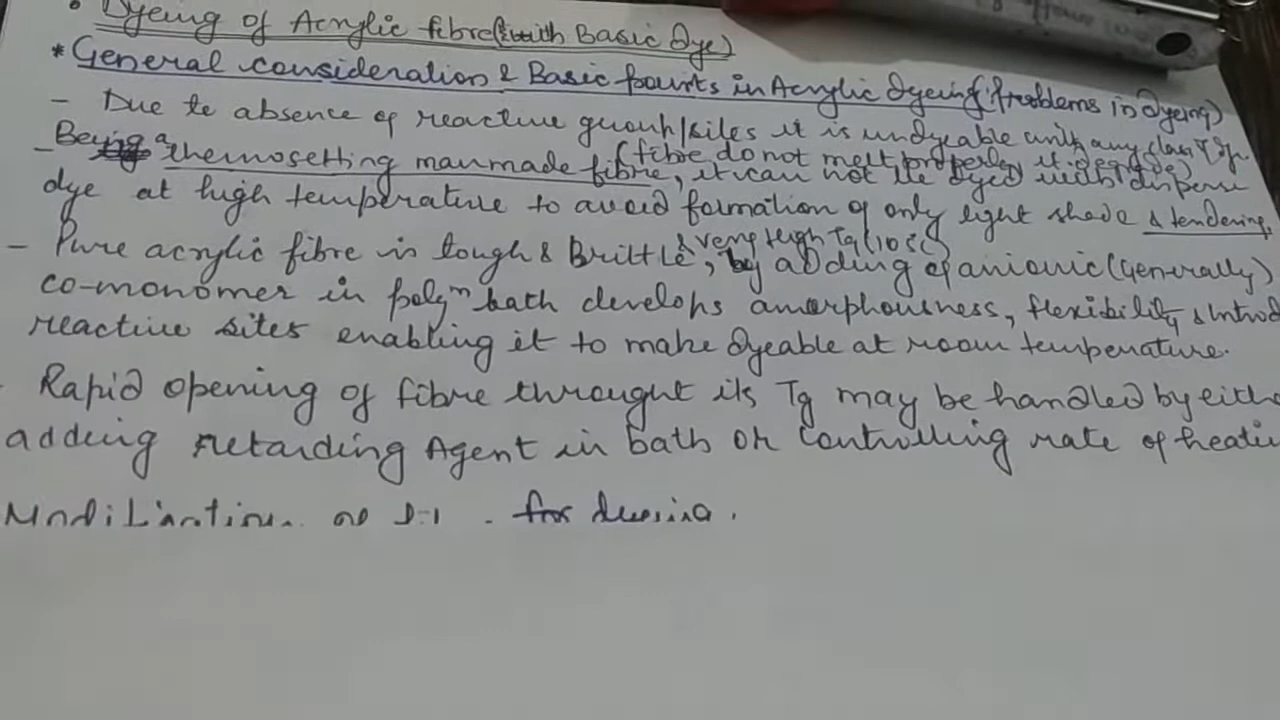 • Dyeing of Acrylic fibre (with Basic Dye)
* General consideration & Basic points in Acrylic Dyeing (Problems in Dyeing)
- Due to absence of reactive group/sites it is undyeable with any class of
(fibre do not melt properly it degrade)
- Being a thermosetting manmade fibre, it can not be dyed with disperse
dye at high temperature to avoid formation of only light shade & tendering.
& very High Tg (105°C)
- Pure acrylic fibre is tough & Brittle, by adding of anionic (Generally)
co-monomer in polyⁿ bath develops amorphousness, flexibility & Introd
reactive sites enabling it to make dyeable at room temperature.
Rapid opening of fibre throught its Tg may be handled by eithe
adding retarding Agent in bath or controlling rate of heatin
Modification of for